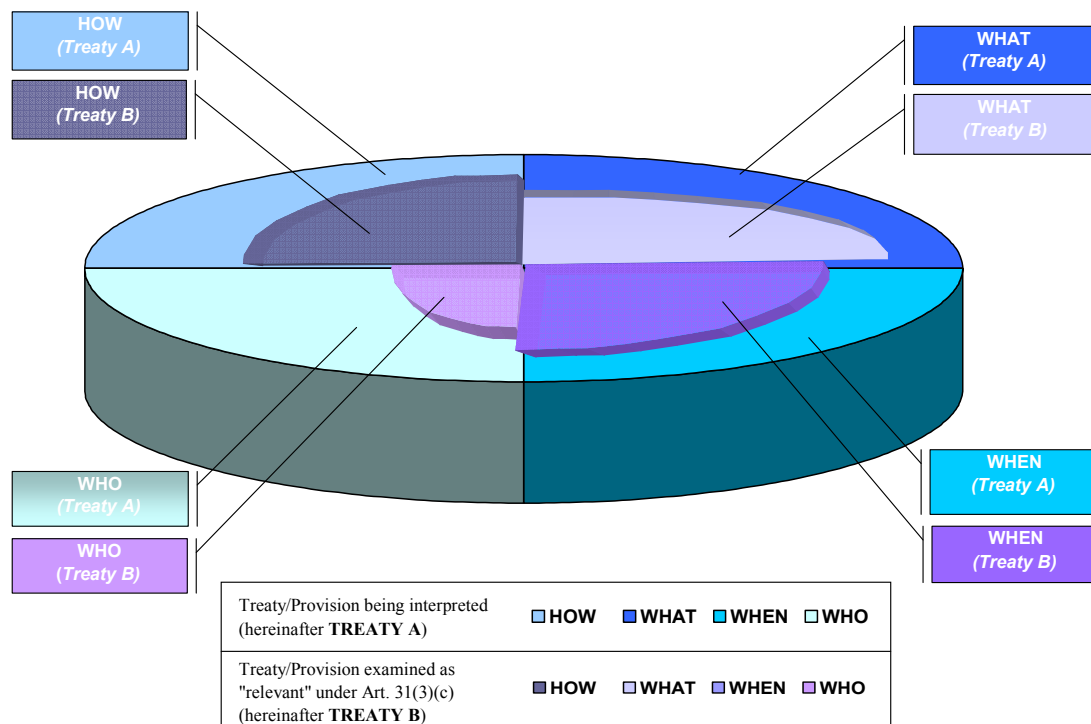 HOW
(Treaty A)
HOW
(Treaty B)
WHAT
(Treaty A)
WHAT
(Treaty B)
WHO
(Treaty A)
WHO
(Treaty B)
WHEN
(Treaty A)
WHEN
(Treaty B)
Treaty/Provision being interpreted
(hereinafter TREATY A)
HOW WHAT WHEN WHO
Treaty/Provision examined as
"relevant" under Art. 31(3)(c)
(hereinafter TREATY B)
HOW WHAT WHEN WHO